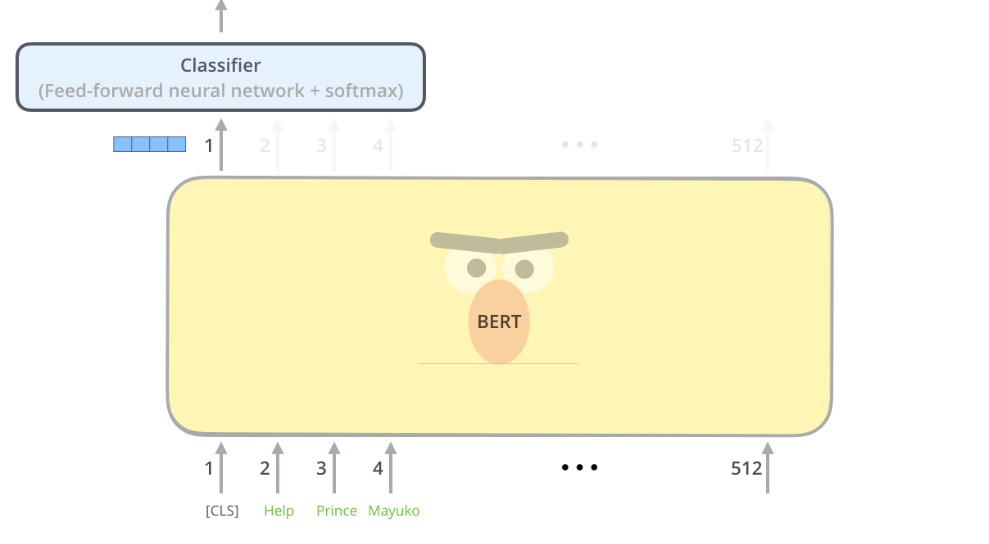 Classifier
(Feed-forward neural network + softmax)
1 2 3 4 ••• 512
BERT
1 2 3 4 ••• 512
[CLS] Help Prince Mayuko